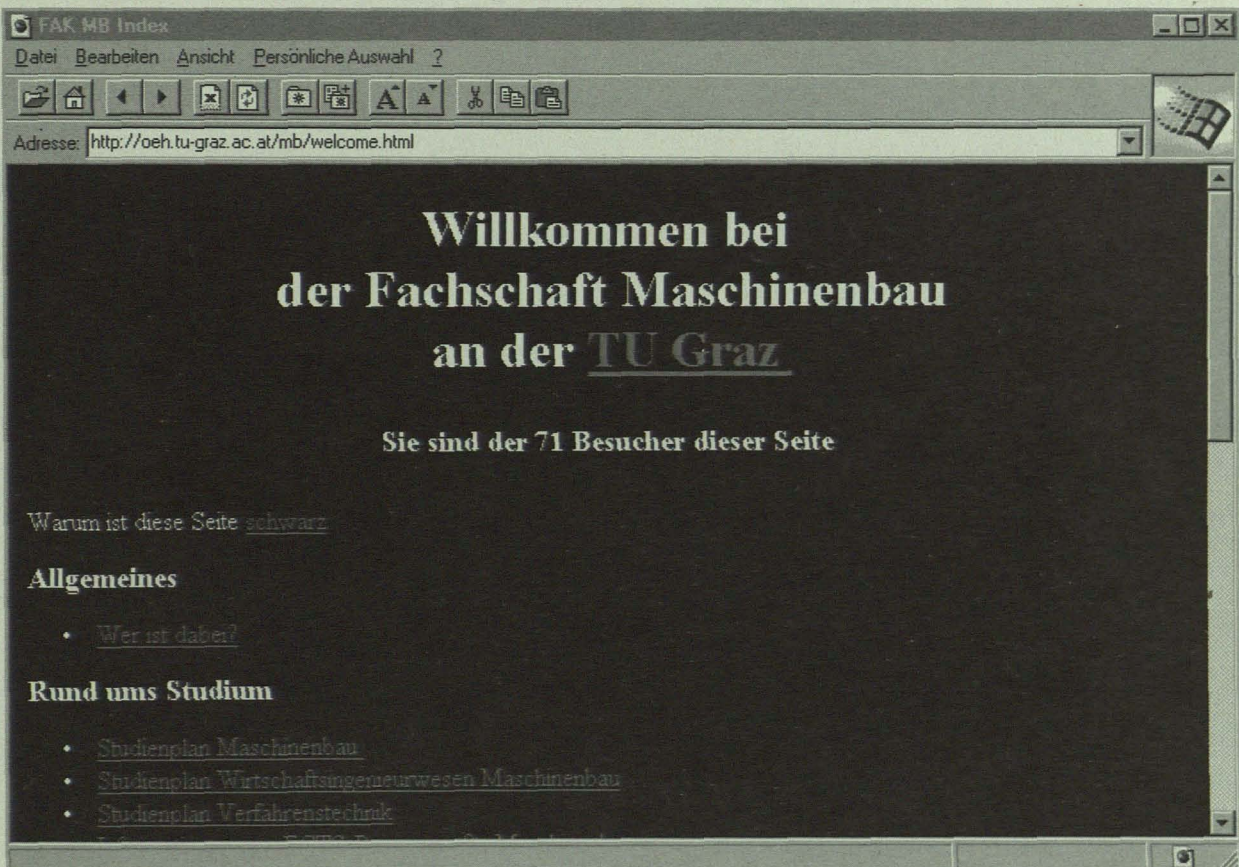 FAK MB Index
Datei Bearbeiten Ansicht Persönliche Auswahl ?
Adresse: http://oeh.tu-graz.ac.at/mb/welcome.html
Willkommen bei
der Fachschaft Maschinenbau
an der TU Graz
Sie sind der 71 Besucher dieser Seite
Warum ist diese Seite schwarz
Allgemeines
• Wer ist dabei?
Rund ums Studium
• Studienplan Maschinenbau
• Studienplan Wirtschaftsingenieurwesen Maschinenbau
• Studienplan Verfahrenstechnik